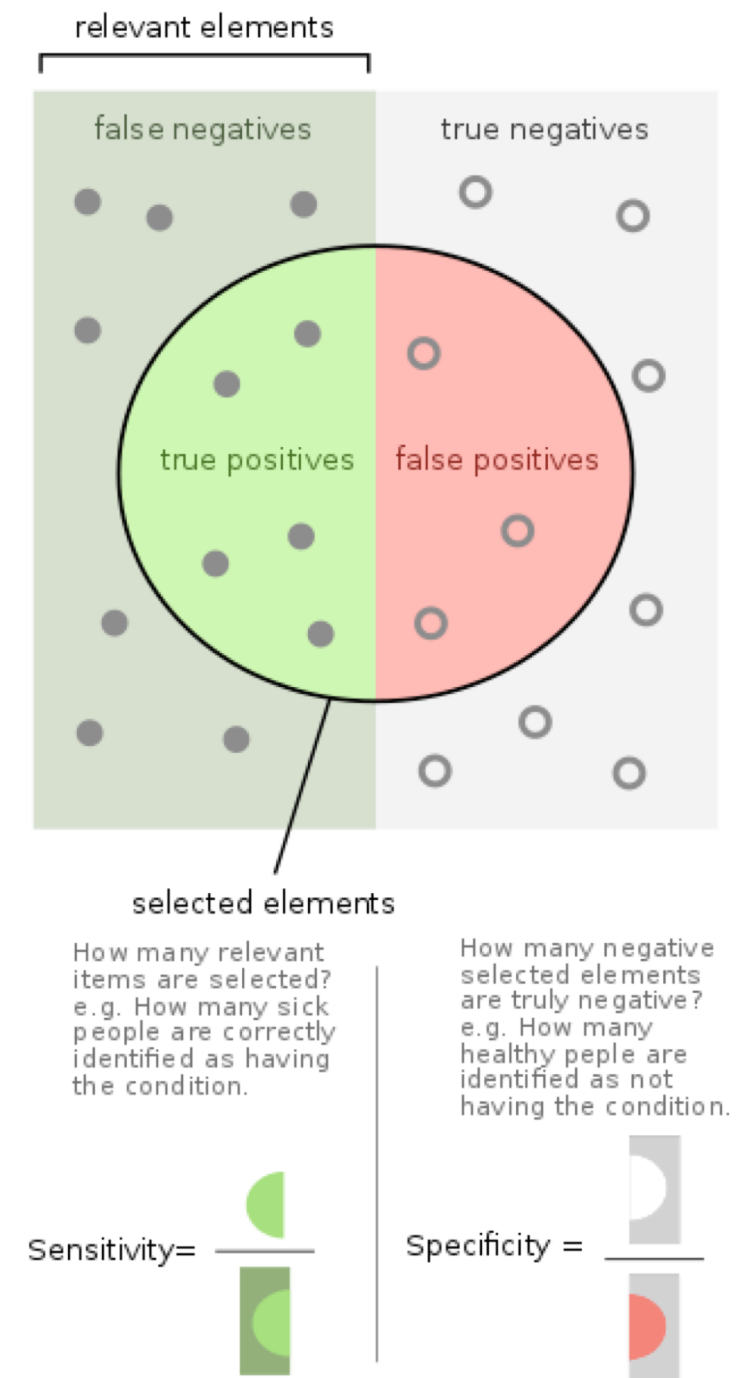 relevant elements
false negatives
true negatives
true positives
false positives
selected elements
How many relevant
items are selected?
e.g. How many sick
people are correctly
identified as having
the condition.
How many negative
selected elements
are truly negative?
e.g. How many
healthy peple are
identified as not
having the condition.
Sensitivity=
Specificity =